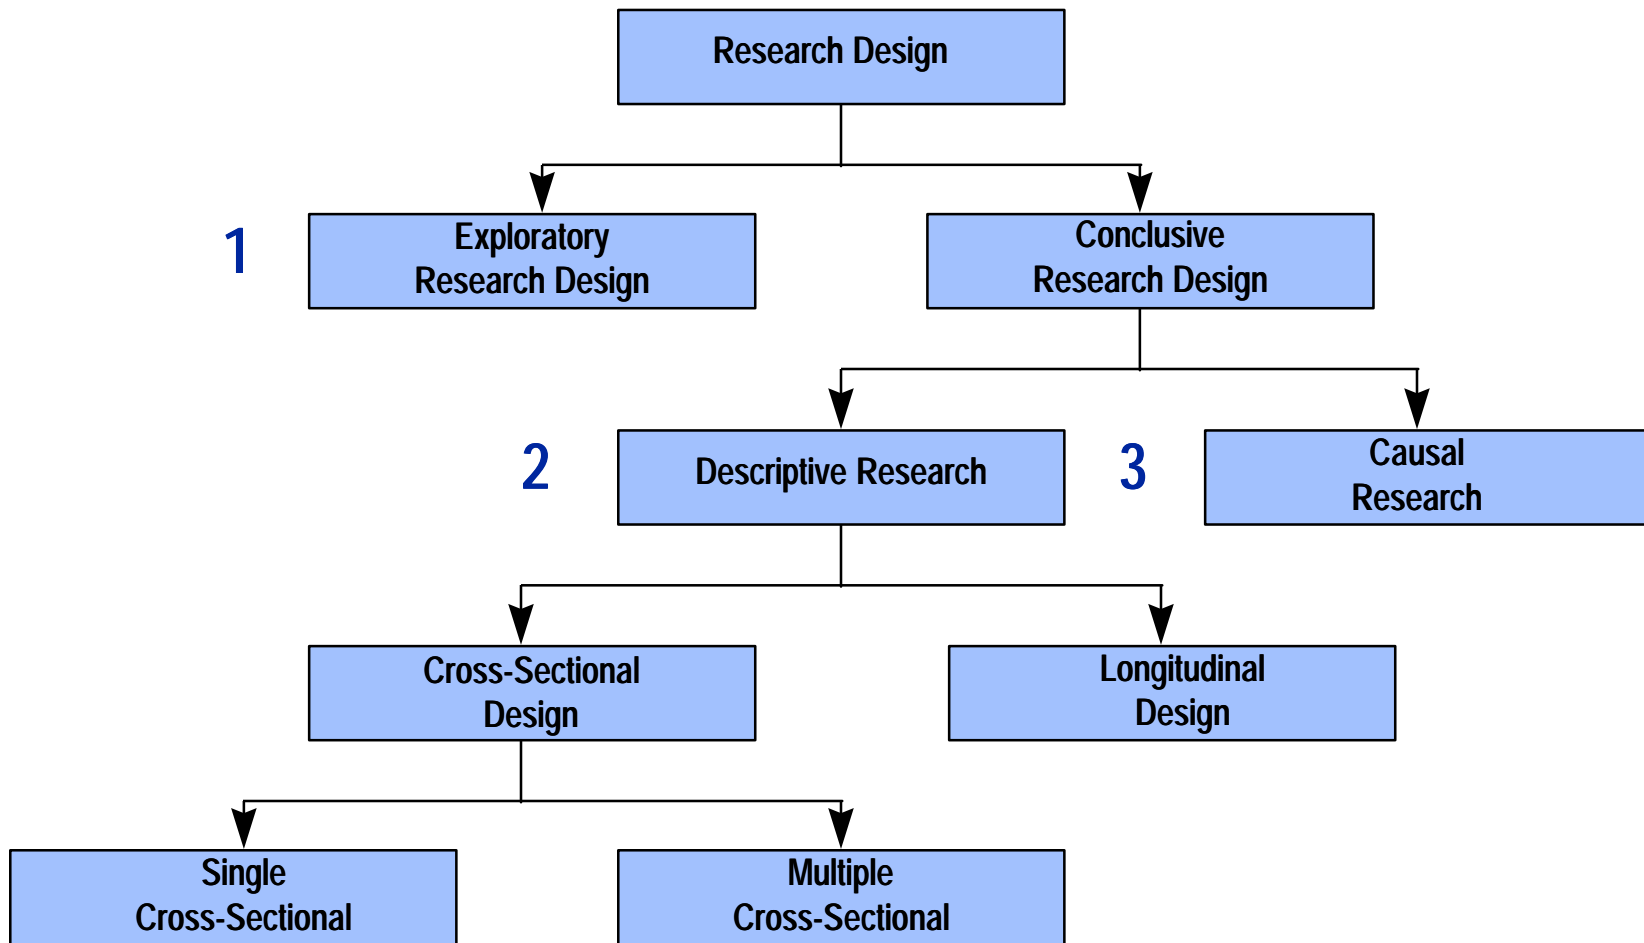 Research Design
1
Exploratory
Research Design
Conclusive
Research Design
2
Descriptive Research
3
Causal
Research
Cross-Sectional
Design
Longitudinal
Design
Single
Cross-Sectional
Multiple
Cross-Sectional